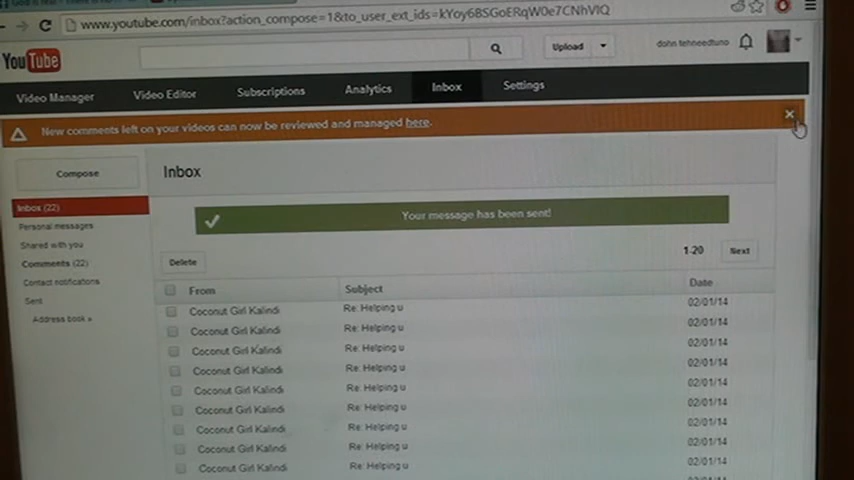 www.youtube.com/inbox?action_compose=1&to_user_ext_ids=kYoy6BSGoERqW0e7CNhVlQ
YouTube
Upload
dohn tehneedtuno
Video Manager
Video Editor
Subscriptions
Analytics
Inbox
Settings
New comments left on your videos can now be reviewed and managed here.
Compose
Inbox
Inbox (22)
Your message has been sent!
Personal messages
Shared with you
Comments (22)
Delete
1-20
Next
Contact notifications
Sent
Address book »
From Subject Date
Coconut Girl Kalindi Re: Helping u 02/01/14
Coconut Girl Kalindi Re: Helping u 02/01/14
Coconut Girl Kalindi Re: Helping u 02/01/14
Coconut Girl Kalindi Re: Helping u 02/01/14
Coconut Girl Kalindi Re: Helping u 02/01/14
Coconut Girl Kalindi Re: Helping u 02/01/14
Coconut Girl Kalindi Re: Helping u 02/01/14
Coconut Girl Kalindi Re: Helping u 02/01/14
Coconut Girl Kalindi Re: Helping u 02/01/14